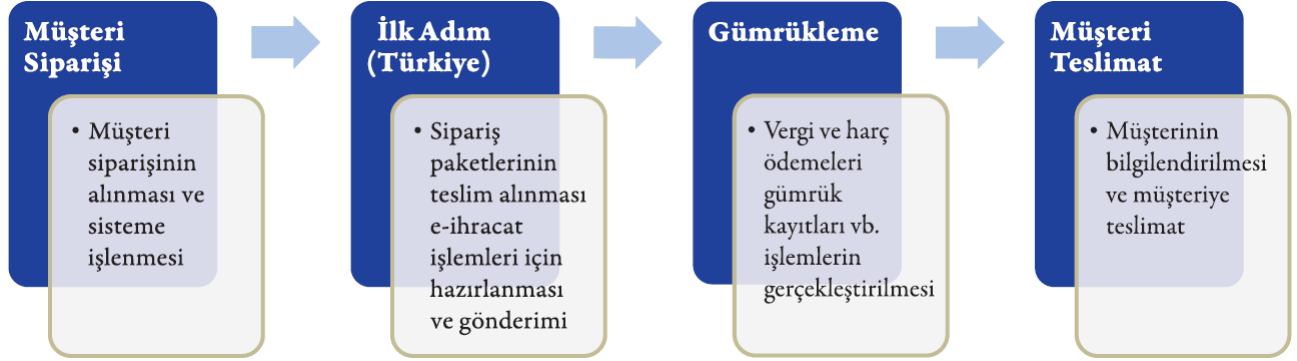 Müşteri
Siparişi
• Müşteri
siparişinin
alınması ve
sisteme
işlenmesi
İlk Adım
(Türkiye)
• Sipariş
paketlerinin
teslim alınması
e-ihracat
işlemleri için
hazırlanması
ve gönderimi
Gümrükleme
• Vergi ve harç
ödemeleri
gümrük
kayıtları vb.
işlemlerin
gerçekleştirilmesi
Müşteri
Teslimat
• Müşterinin
bilgilendirilmesi
ve müşteriye
teslimat